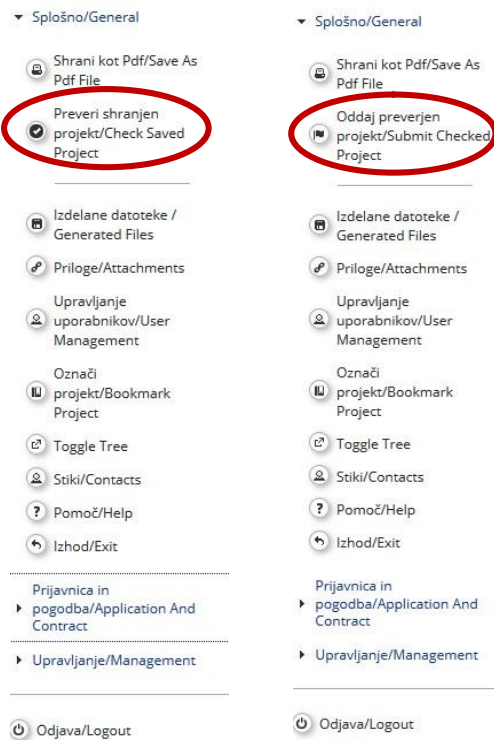 Splošno/General
Shrani kot Pdf/Save As
Pdf File
Preveri shranjen
projekt/Check Saved
Project
Izdelane datoteke /
Generated Files
Priloge/Attachments
Upravljanje
uporabnikov/User
Management
Označi
projekt/Bookmark
Project
Toggle Tree
Stiki/Contacts
Pomoč/Help
Izhod/Exit
Prijavnica in
pogodba/Application And
Contract
Upravljanje/Management
Odjava/Logout
Splošno/General
Shrani kot Pdf/Save As
Pdf File
Oddaj preverjen
projekt/Submit Checked
Project
Izdelane datoteke /
Generated Files
Priloge/Attachments
Upravljanje
uporabnikov/User
Management
Označi
projekt/Bookmark
Project
Toggle Tree
Stiki/Contacts
Pomoč/Help
Izhod/Exit
Prijavnica in
pogodba/Application And
Contract
Upravljanje/Management
Odjava/Logout